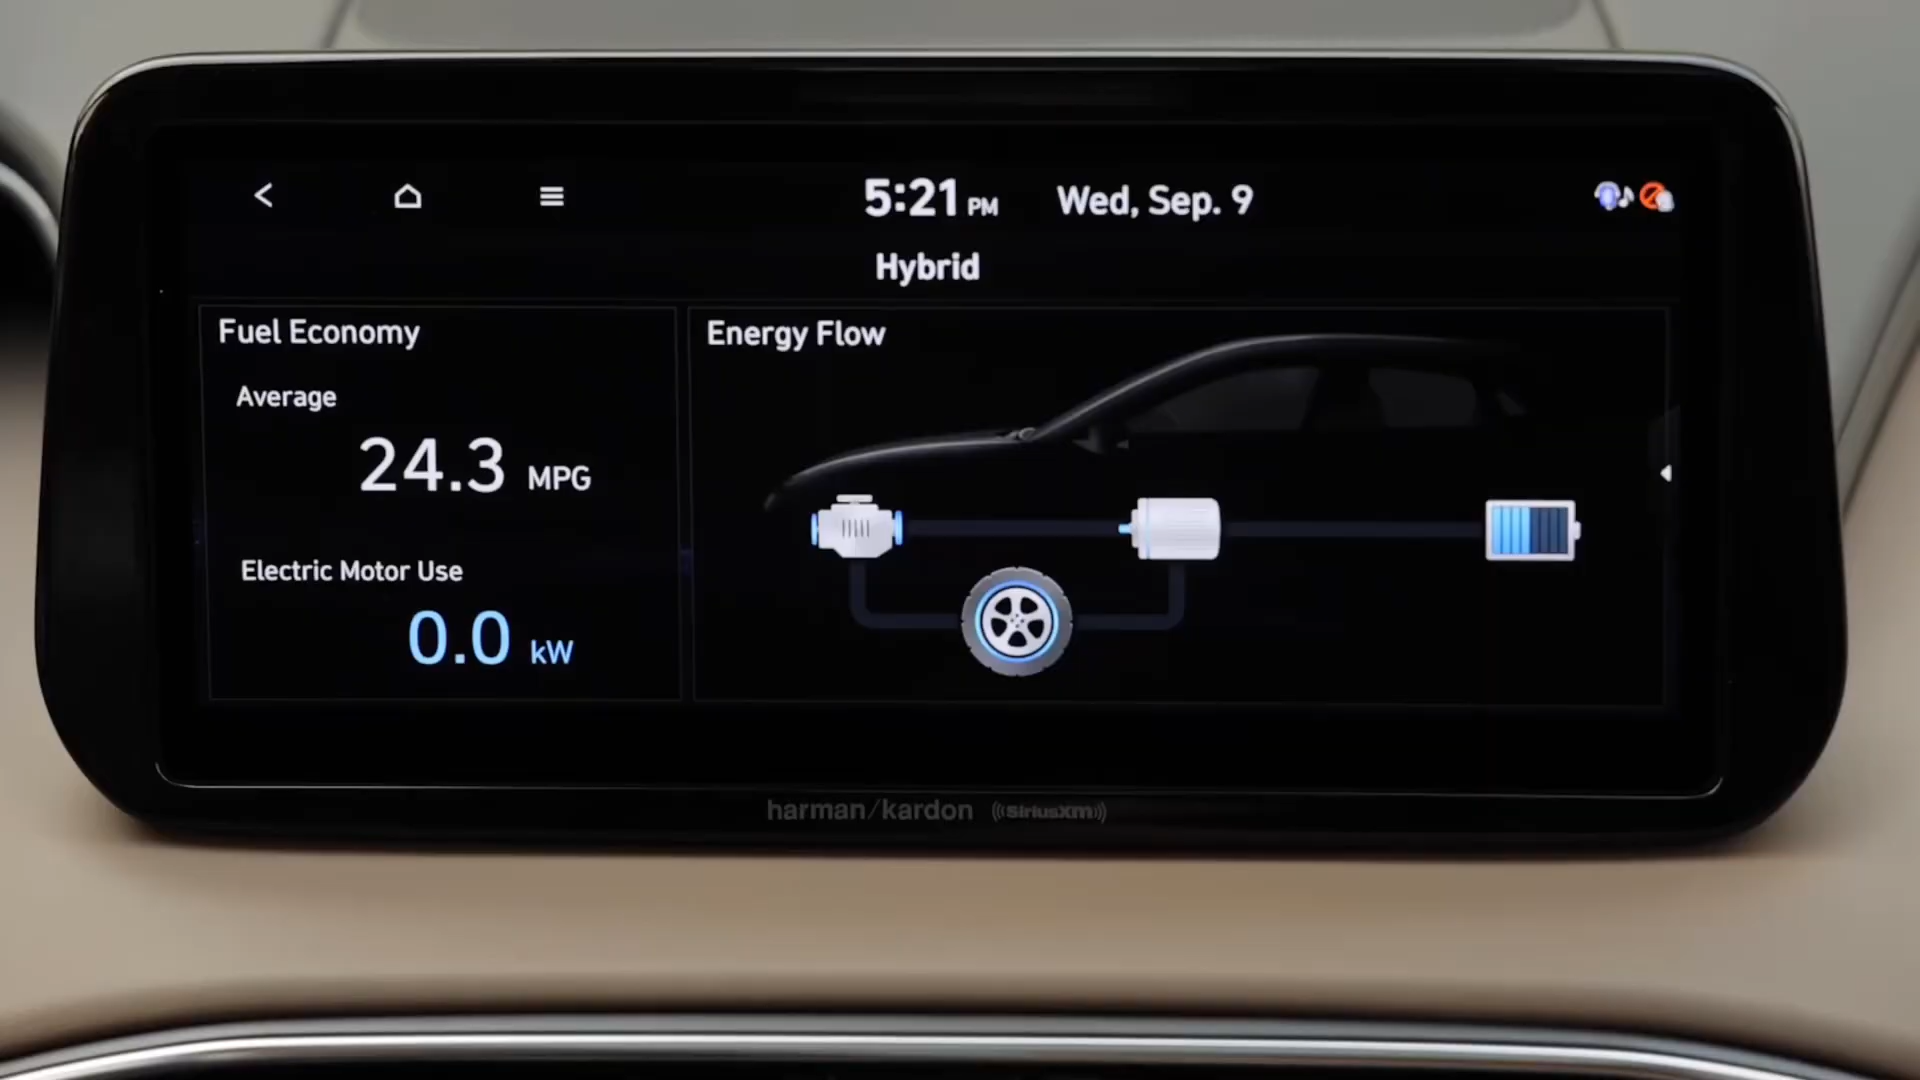 5:21 PM Wed, Sep. 9
Hybrid
Fuel Economy
Average
24.3 MPG
Electric Motor Use
0.0 kW
Energy Flow
harman/kardon ((SiriusXM))